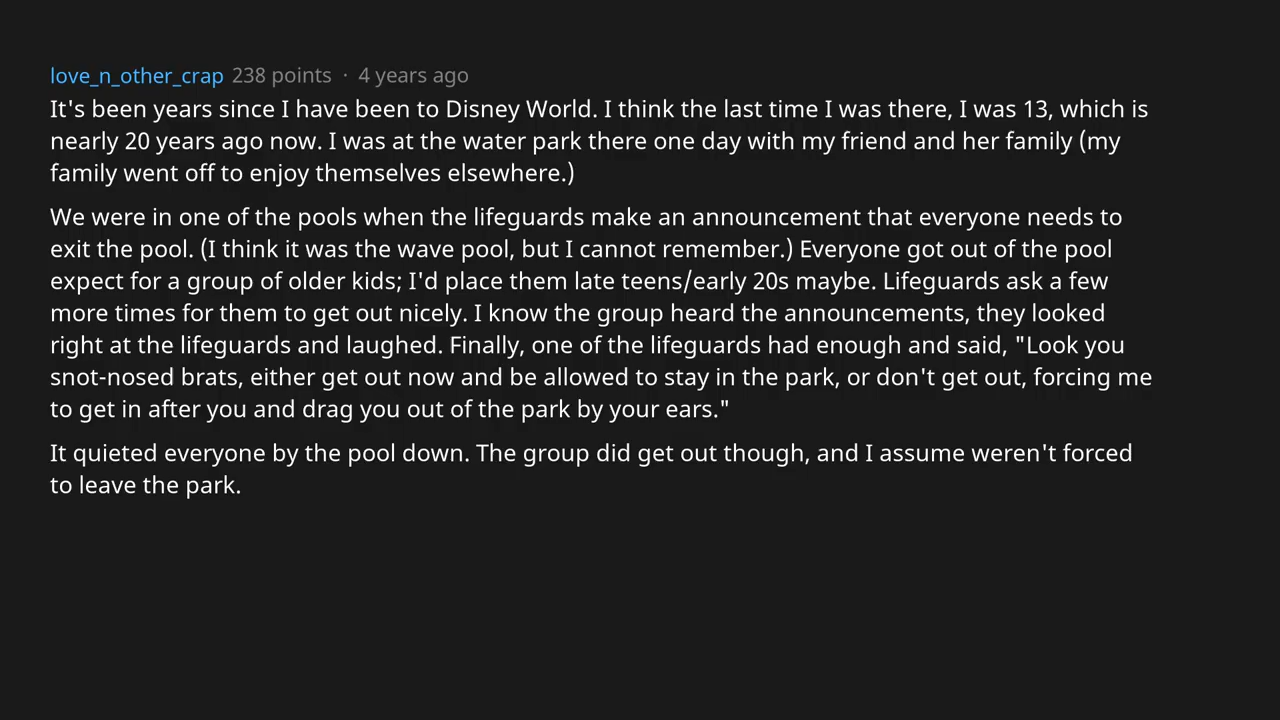 love_n_other_crap 238 points · 4 years ago
It's been years since I have been to Disney World. I think the last time I was there, I was 13, which is
nearly 20 years ago now. I was at the water park there one day with my friend and her family (my
family went off to enjoy themselves elsewhere.)
We were in one of the pools when the lifeguards make an announcement that everyone needs to
exit the pool. (I think it was the wave pool, but I cannot remember.) Everyone got out of the pool
expect for a group of older kids; I'd place them late teens/early 20s maybe. Lifeguards ask a few
more times for them to get out nicely. I know the group heard the announcements, they looked
right at the lifeguards and laughed. Finally, one of the lifeguards had enough and said, "Look you
snot-nosed brats, either get out now and be allowed to stay in the park, or don't get out, forcing me
to get in after you and drag you out of the park by your ears."
It quieted everyone by the pool down. The group did get out though, and I assume weren't forced
to leave the park.